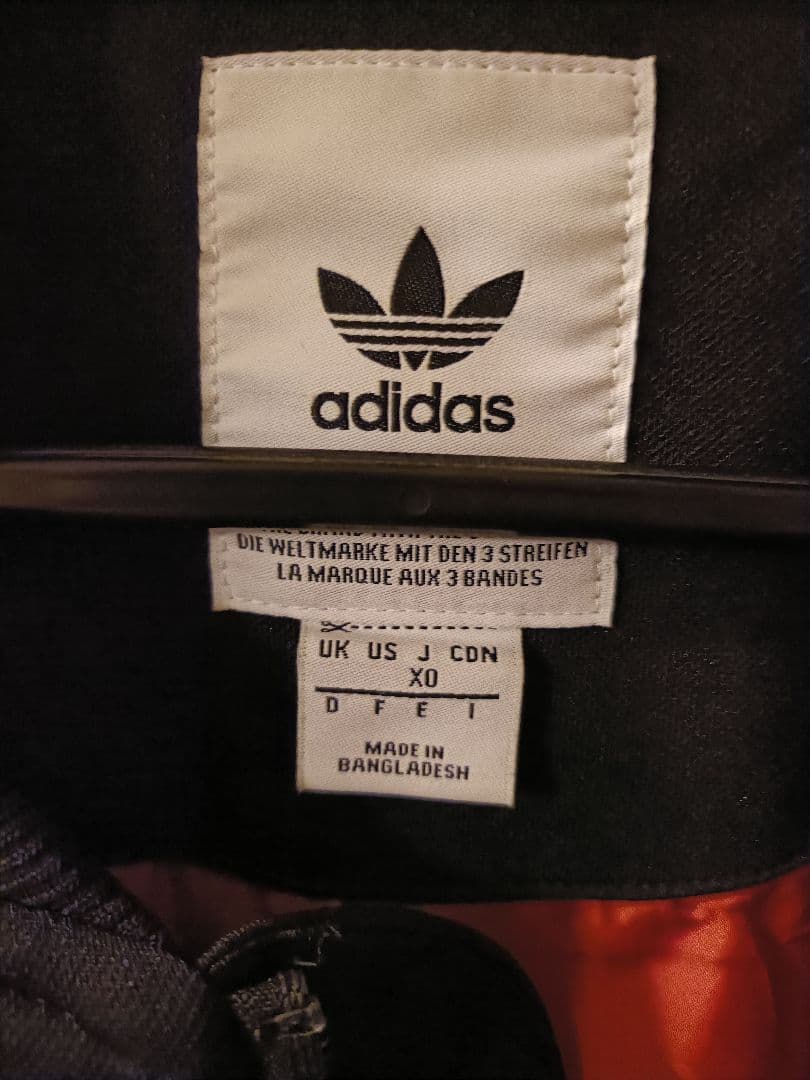 adidas
DIE WELTMARKE MIT DEN 3 STREIFEN
LA MARQUE AUX 3 BANDES
UK US J CDN
XO
D F E I
MADE IN
BANGLADESH